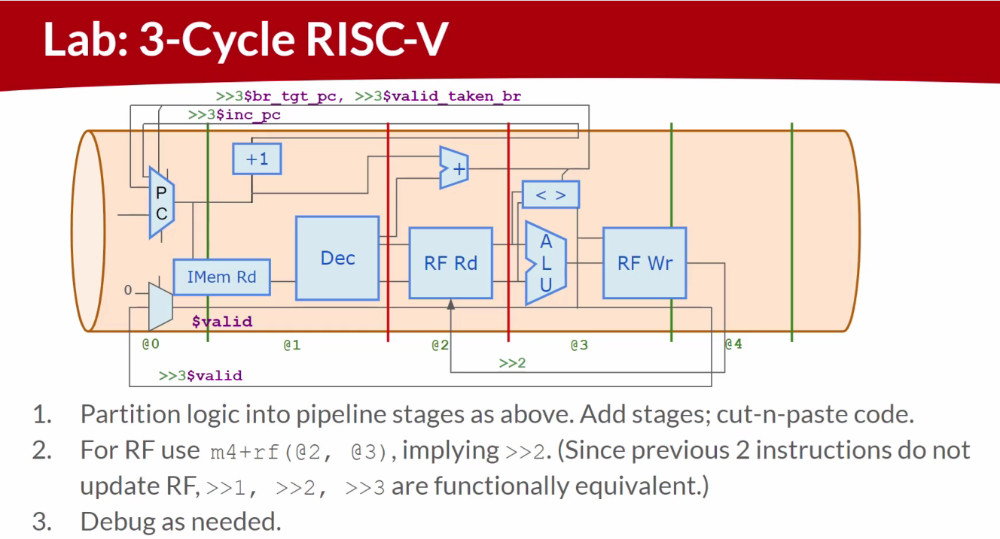 Lab: 3-Cycle RISC-V
>>3$br_tgt_pc, >>3$valid_taken_br
>>3$inc_pc
+1
+
P
C
< >
Dec
RF Rd
A
L
U
RF Wr
IMem Rd
0
$valid
@0
@1
@2
@3
@4
>>2
>>3$valid
1. Partition logic into pipeline stages as above. Add stages; cut-n-paste code.
2. For RF use m4+rf(@2, @3), implying >>2. (Since previous 2 instructions do not
update RF, >>1, >>2, >>3 are functionally equivalent.)
3. Debug as needed.